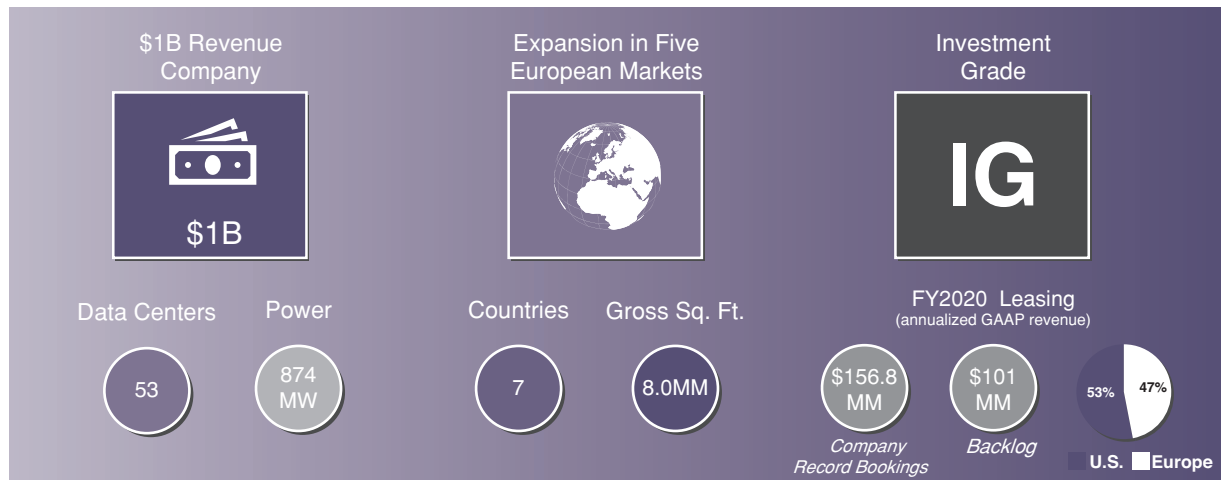 $1B Revenue
Company
$1B
Expansion in Five
European Markets
Investment
Grade
IG
Data Centers
53
Power
874
MW
Countries
7
Gross Sq. Ft.
8.0MM
FY2020 Leasing
(annualized GAAP revenue)
$156.8
MM
Company
Record Bookings
$101
MM
Backlog
53%
47%
U.S.
Europe